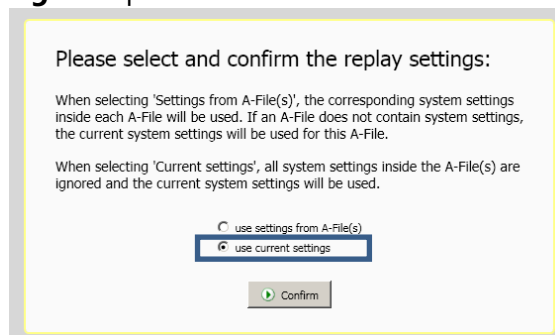 Please select and confirm the replay settings:
When selecting 'Settings from A-File(s)', the corresponding system settings
inside each A-File will be used. If an A-File does not contain system settings,
the current system settings will be used for this A-File.
When selecting 'Current settings', all system settings inside the A-File(s) are
ignored and the current system settings will be used.
use settings from A-File(s)
use current settings
Confirm